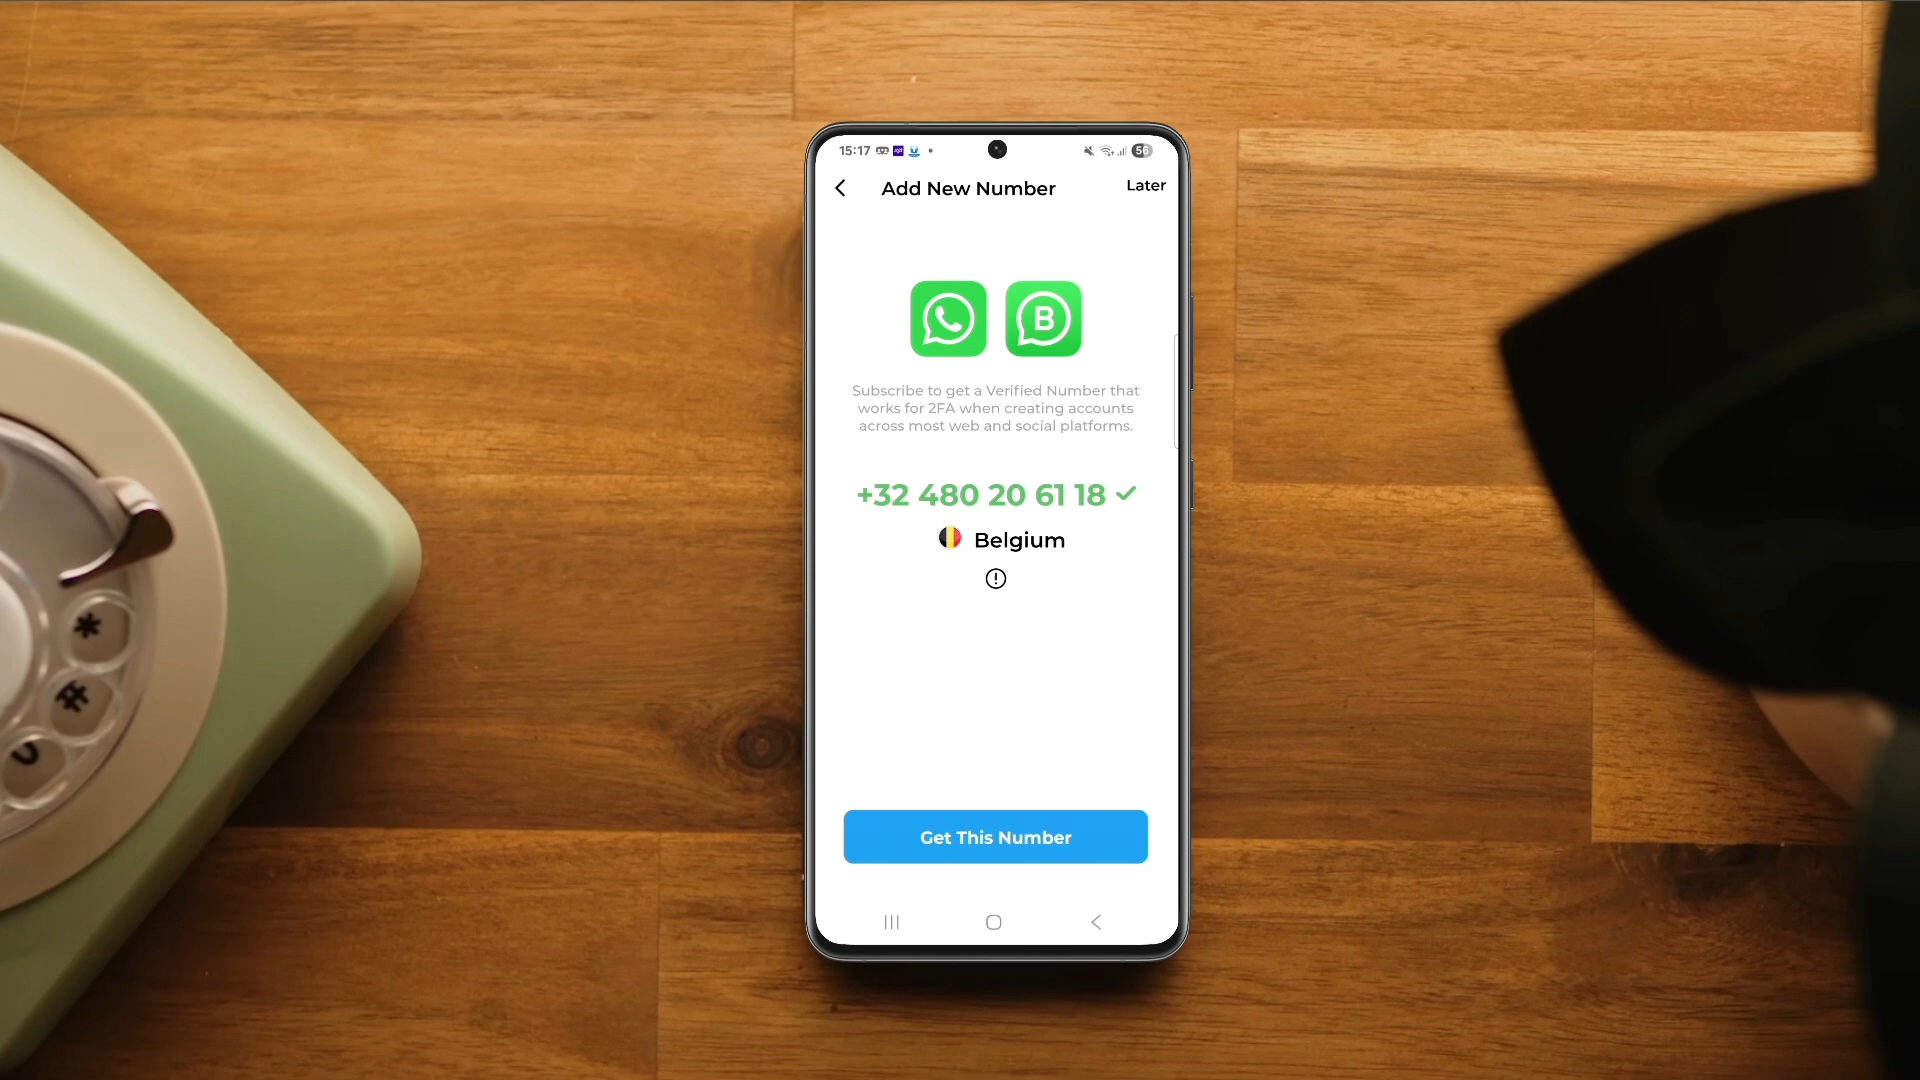 15:17
56
Add New Number
Later
B
Subscribe to get a Verified Number that
works for 2FA when creating accounts
across most web and social platforms.
+32 480 20 61 18
Belgium
Get This Number
*
#